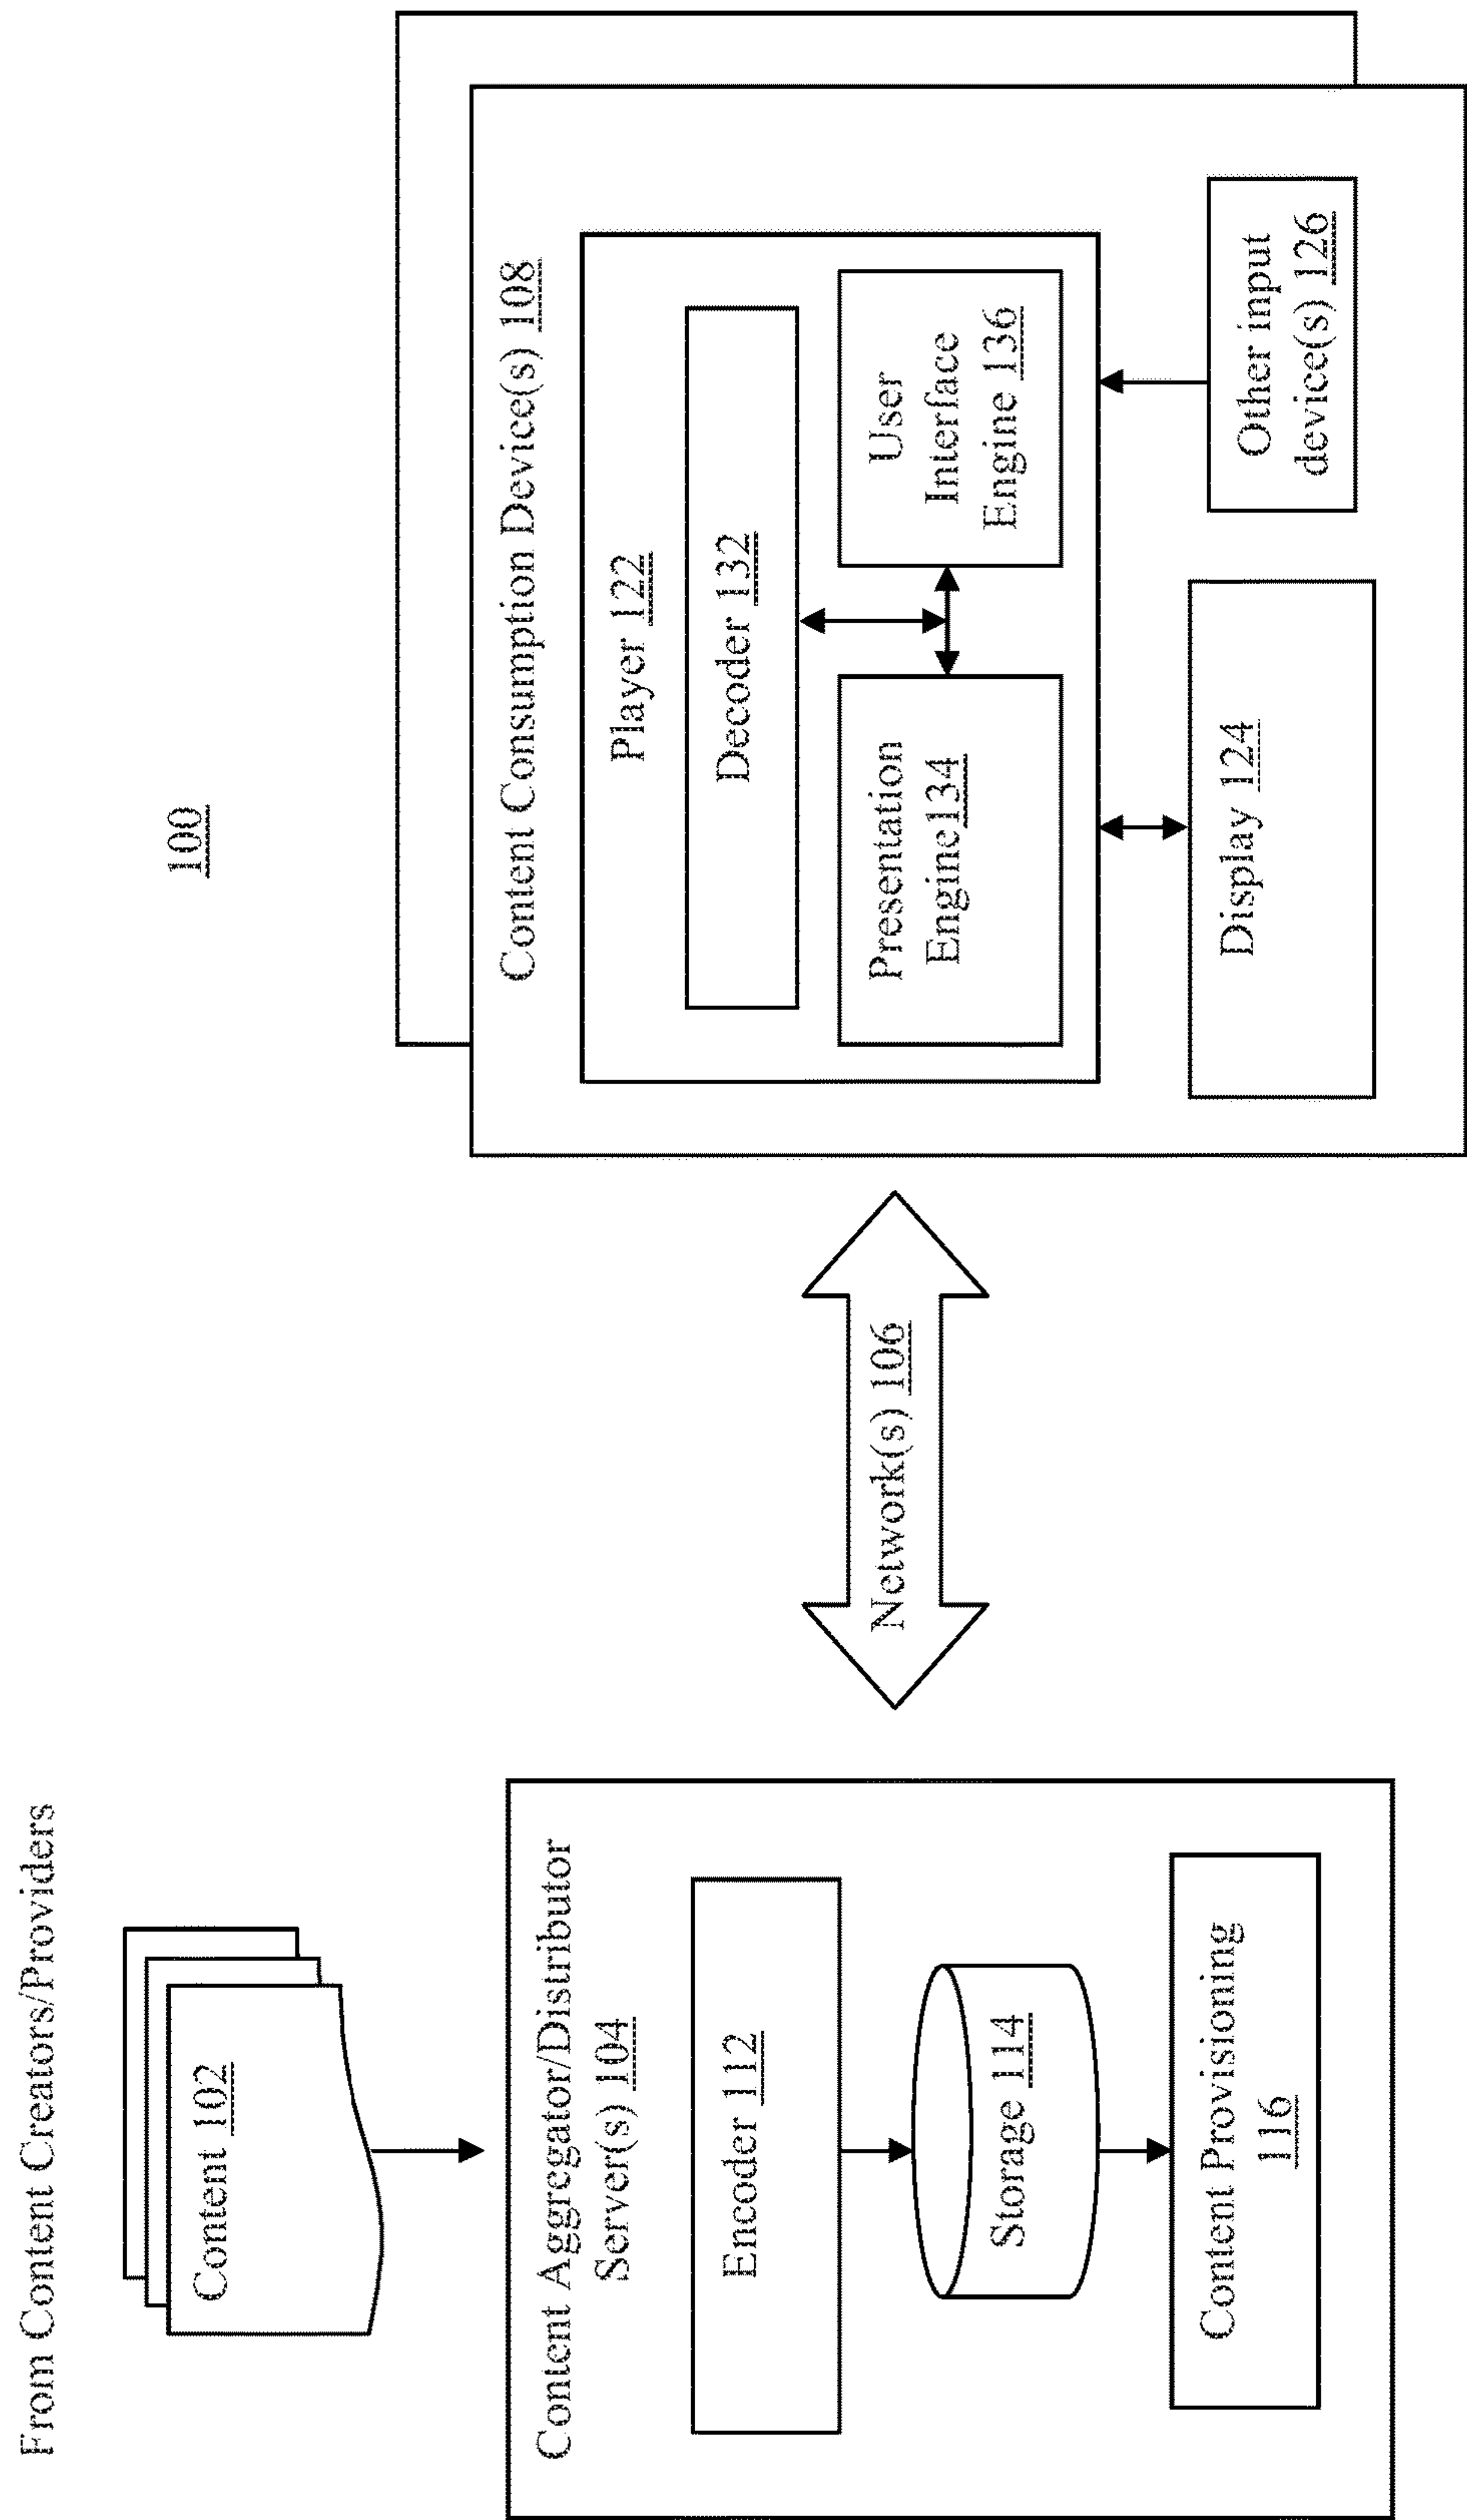 100
From Content Creators/Providers
Content 102
Content Aggregator/Distributor
Server(s) 104
Encoder 112
Storage 114
Content Provisioning
116
Network(s) 106
Content Consumption Device(s) 108
Player 122
Decoder 132
Presentation
Engine134
User
Interface
Engine 136
Display 124
Other input
device(s) 126